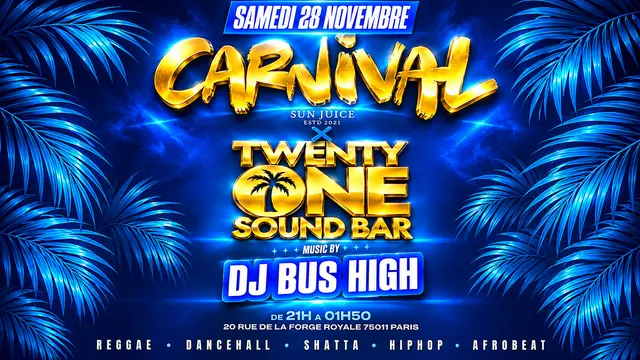 SAMEDI 28 NOVEMBRE
CARNIVAL
SUN JUICE
ESTD 2021
X
TWENTY
ONE
SOUND BAR
MUSIC BY
DJ BUS HIGH
DE 21H A 01H50
20 RUE DE LA FORGE ROYALE 75011 PARIS
REGGAE • DANCEHALL • SHATTA • HIPHOP • AFROBEAT